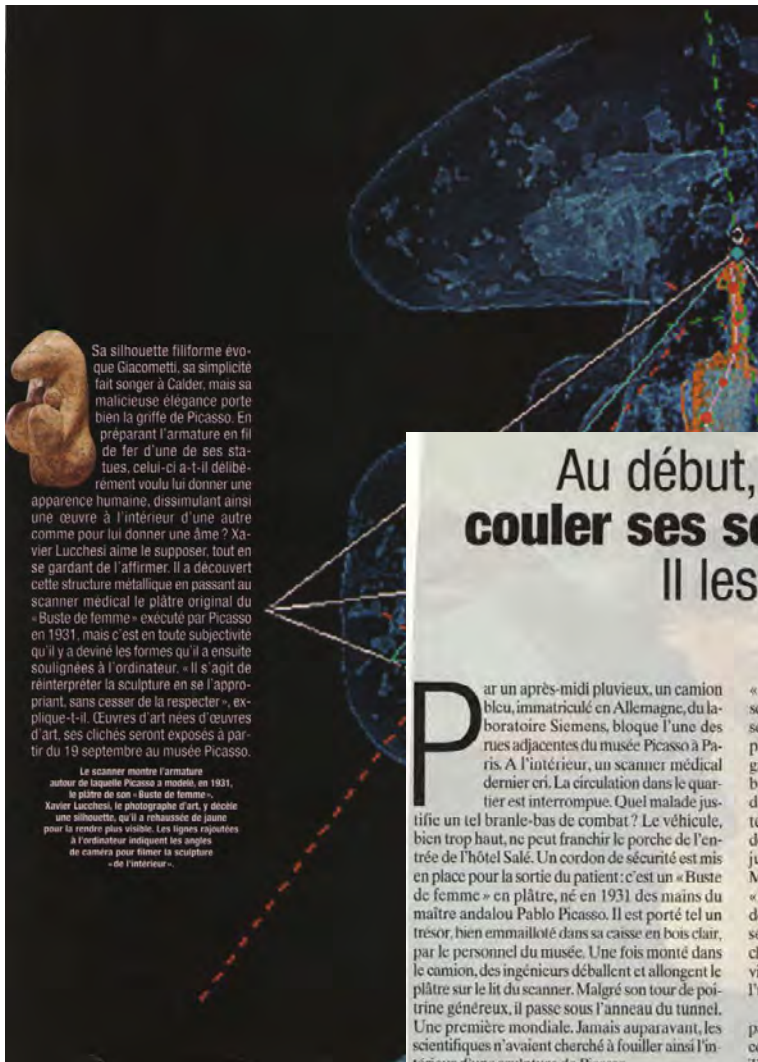 Sa silhouette filiforme évo-
que Giacometti, sa simplicité
fait songer à Calder, mais sa
malicieuse élégance porte
bien la griffe de Picasso. En
préparant l'armature en fil
de fer d'une de ses sta-
tues, celui-ci a-t-il délibé-
rément voulu lui donner une
apparence humaine, dissimulant ainsi
une œuvre à l'intérieur d'une autre
comme pour lui donner une âme ? Xa-
vier Lucchesi aime le supposer, tout en
se gardant de l'affirmer. Il a découvert
cette structure métallique en passant au
scanner médical le plâtre original du
« Buste de femme » exécuté par Picasso
en 1931, mais c'est en toute subjectivité
qu'il y a deviné les formes qu'il a ensuite
soulignées à l'ordinateur. « Il s'agit de
réinterpréter la sculpture en se l'appro-
priant, sans cesser de la respecter », ex-
plique-t-il. Œuvres d'art nées d'œuvres
d'art, ses clichés seront exposés à par-
tir du 19 septembre au musée Picasso.
Le scanner montre l'armature
autour de laquelle Picasso a modelé, en 1931,
le plâtre de son « Buste de femme ».
Xavier Lucchesi, le photographe d'art, y décèle
une silhouette, qu'il a rehaussée de jaune
pour la rendre plus visible. Les lignes rajoutées
à l'ordinateur indiquent les angles
de caméra pour filmer la sculpture
« de l'intérieur ».
Au début,
couler ses
Il les
Par un après-midi pluvieux, un camion
bleu, immatriculé en Allemagne, du la-
boratoire Siemens, bloque l'une des
rues adjacentes du musée Picasso à Pa-
ris. A l'intérieur, un scanner médical
dernier cri. La circulation dans le quar-
tier est interrompue. Quel malade jus-
tifie un tel branle-bas de combat ? Le véhicule,
bien trop haut, ne peut franchir le porche de l'en-
trée de l'hôtel Salé. Un cordon de sécurité est mis
en place pour la sortie du patient : c'est un « Buste
de femme » en plâtre, né en 1931 des mains du
maître andalou Pablo Picasso. Il est porté tel un
trésor, bien emmailloté dans sa caisse en bois clair,
par le personnel du musée. Une fois monté dans
le camion, des ingénieurs déballent et allongent le
plâtre sur le lit du scanner. Malgré son tour de poi-
trine généreux, il passe sous l'anneau du tunnel.
Une première mondiale. Jamais auparavant, les
scientifiques n'avaient cherché à fouiller ainsi l'in-